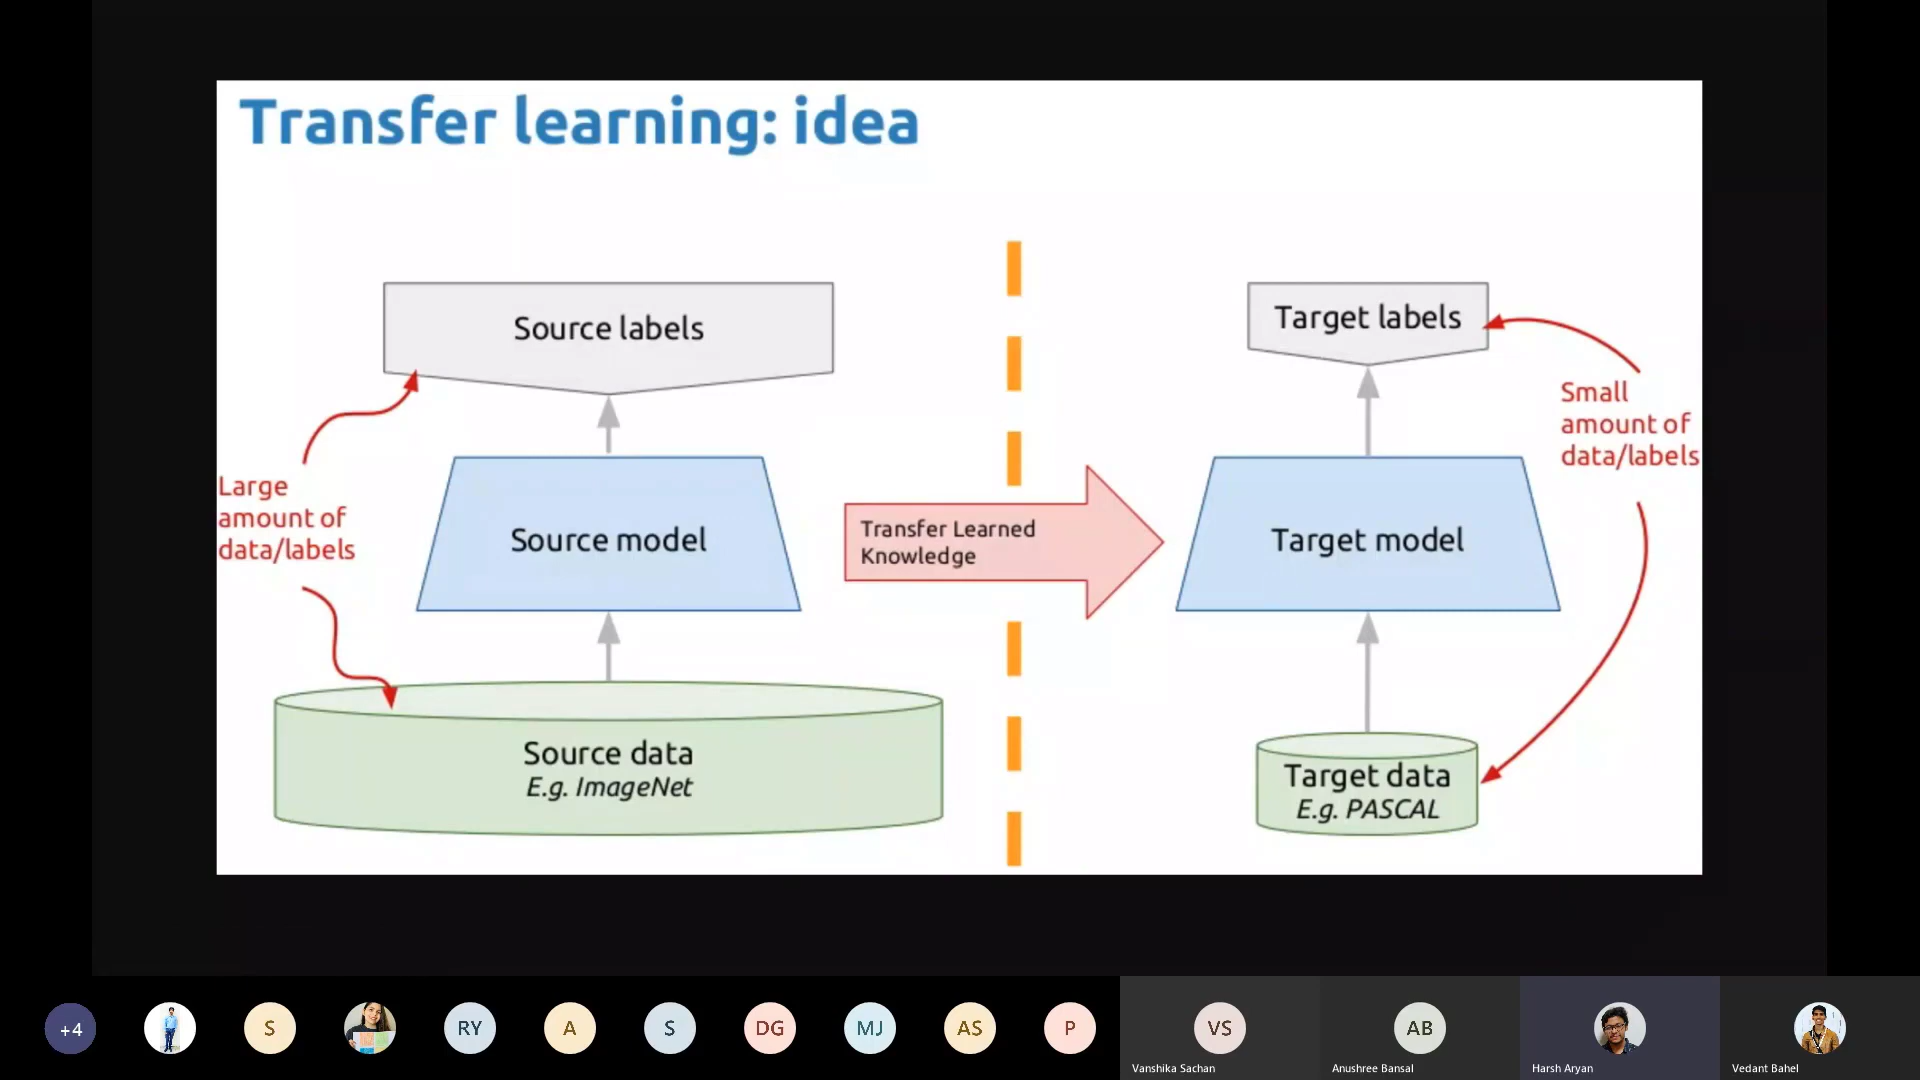 Transfer learning: idea
Source labels
Target labels
Small
amount of
data/labels
Large
amount of
data/labels
Source model
Transfer Learned
Knowledge
Target model
Source data
E.g. ImageNet
Target data
E.g. PASCAL
+4
S
RY
A
S
DG
MJ
AS
P
VS
Vanshika Sachan
AB
Anushree Bansal
Harsh Aryan
Vedant Bahel